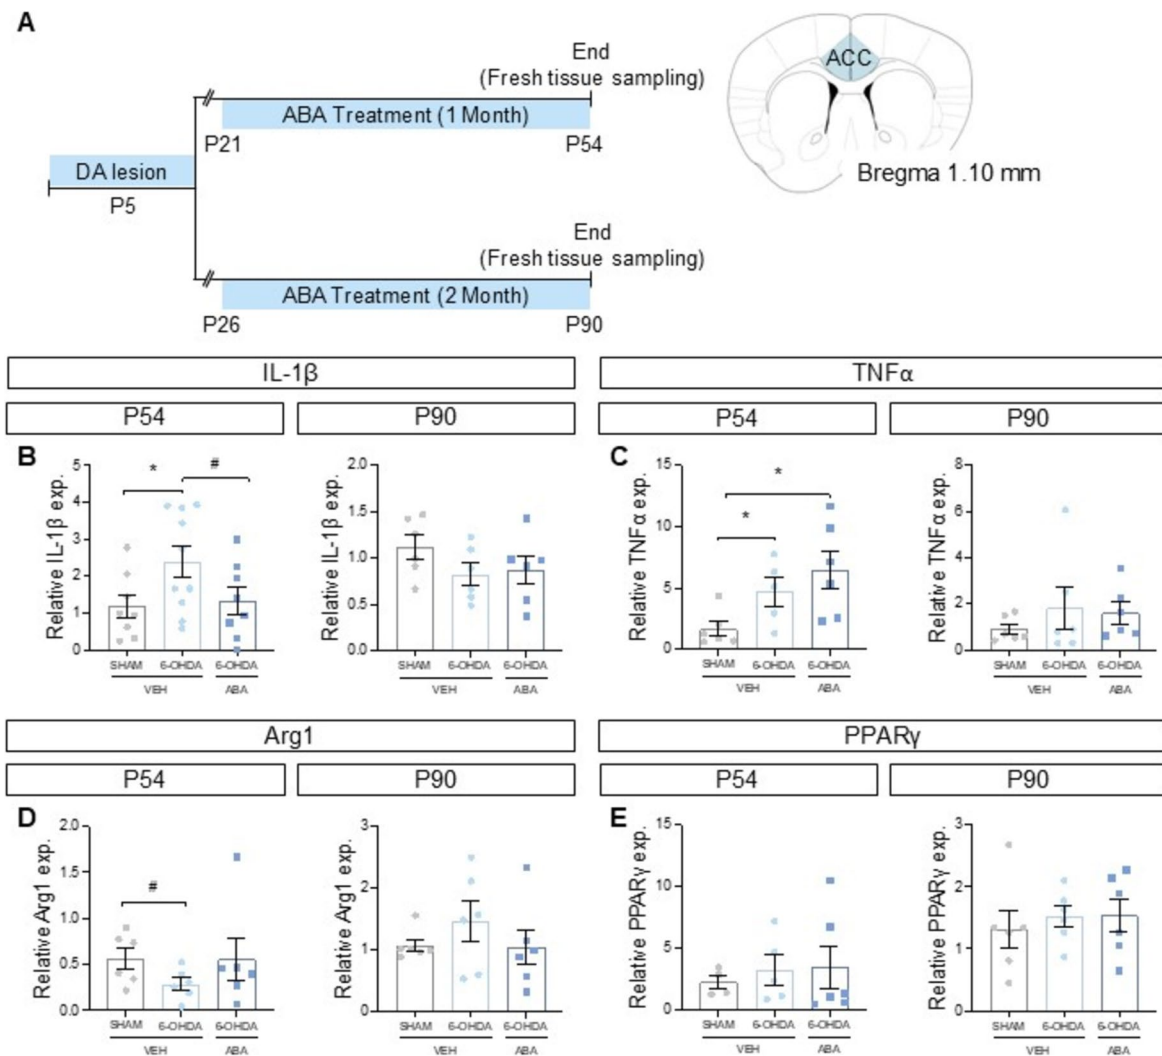 A
End
(Fresh tissue sampling)
ABA Treatment (1 Month)
P21
P54
DA lesion
P5
End
(Fresh tissue sampling)
ABA Treatment (2 Month)
P26
P90
ACC
Bregma 1.10 mm
IL-1β
TNFα
P54
P90
P54
P90
B
Relative IL-1β exp.
5
4
3
2
1
0
*
#
SHAM
6-OHDA
6-OHDA
VEH
ABA
Relative IL-1β exp.
2.0
1.5
1.0
0.5
0.0
SHAM
6-OHDA
6-OHDA
VEH
ABA
C
Relative TNFα exp.
15
10
5
0
*
*
SHAM
6-OHDA
6-OHDA
VEH
ABA
Relative TNFα exp.
8
6
4
2
0
SHAM
6-OHDA
6-OHDA
VEH
ABA
Arg1
PPARγ
P54
P90
P54
P90
D
Relative Arg1 exp.
2.0
1.5
1.0
0.5
0.0
#
SHAM
6-OHDA
6-OHDA
VEH
ABA
Relative Arg1 exp.
3
2
1
0
SHAM
6-OHDA
6-OHDA
VEH
ABA
E
Relative PPARγ exp.
15
10
5
0
SHAM
6-OHDA
6-OHDA
VEH
ABA
Relative PPARγ exp.
3
2
1
0
SHAM
6-OHDA
6-OHDA
VEH
ABA